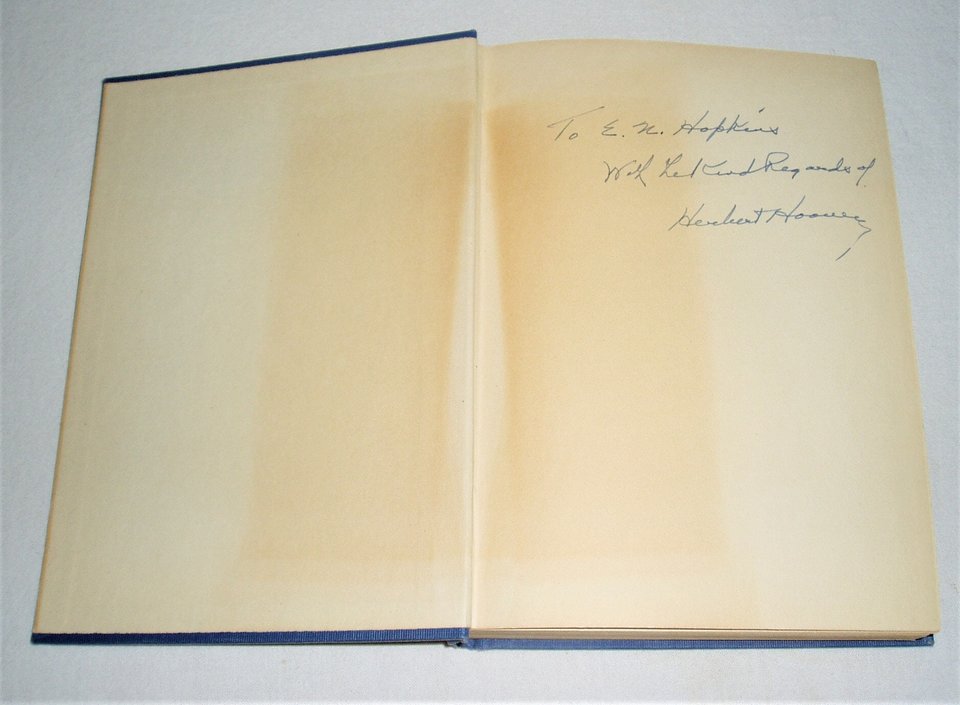 To E. N. Hopkins
With the Kind Regards of
Herbert Hoover